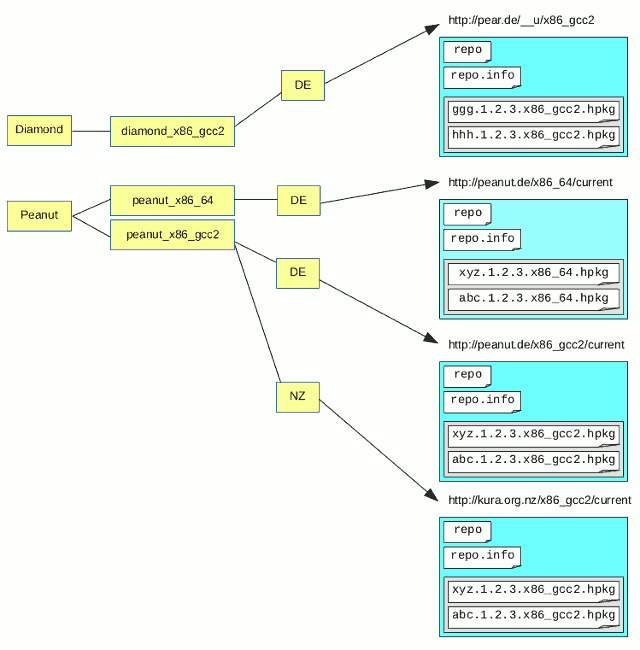 http://pear.de/__u/x86_gcc2
repo
repo.info
DE
ggg.1.2.3.x86_gcc2.hpkg
Diamond
diamond_x86_gcc2
hhh.1.2.3.x86_gcc2.hpkg
http://peanut.de/x86_64/current
peanut_x86_64
DE
repo
Peanut
peanut_x86_gcc2
repo.info
DE
xyz.1.2.3.x86_64.hpkg
abc.1.2.3.x86_64.hpkg
http://peanut.de/x86_gcc2/current
repo
NZ
repo.info
xyz.1.2.3.x86_gcc2.hpkg
abc.1.2.3.x86_gcc2.hpkg
http://kura.org.nz/x86_gcc2/current
repo
repo.info
xyz.1.2.3.x86_gcc2.hpkg
abc.1.2.3.x86_gcc2.hpkg